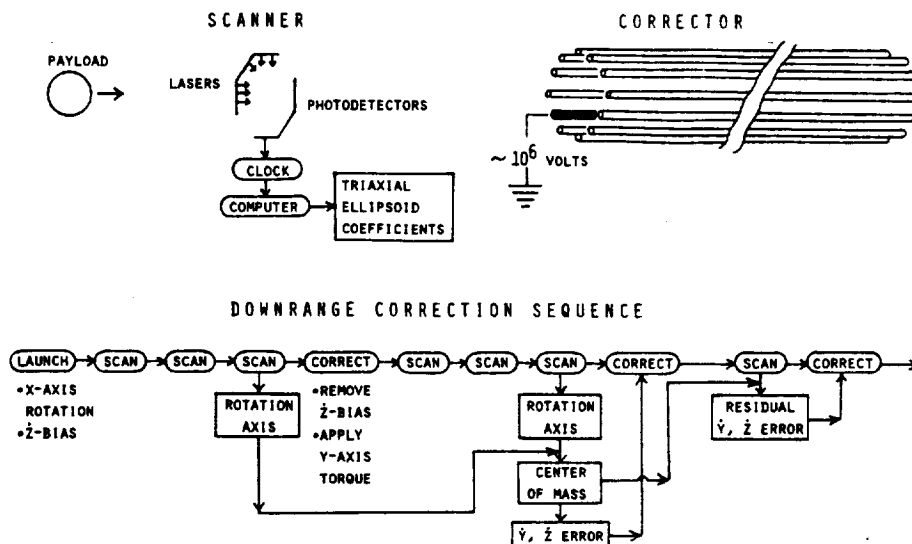 SCANNER
CORRECTOR
PAYLOAD
LASERS
PHOTODETECTORS
CLOCK
COMPUTER
TRIAXIAL
ELLIPSOID
COEFFICIENTS
~ 10⁶ VOLTS
DOWNRANGE CORRECTION SEQUENCE
LAUNCH SCAN SCAN SCAN CORRECT SCAN SCAN SCAN CORRECT SCAN CORRECT
•X-AXIS
ROTATION
•Ż-BIAS
ROTATION
AXIS
•REMOVE
Ż-BIAS
•APPLY
Y-AXIS
TORQUE
ROTATION
AXIS
CENTER
OF MASS
Ẏ, Ż ERROR
RESIDUAL
Ẏ, Ż ERROR